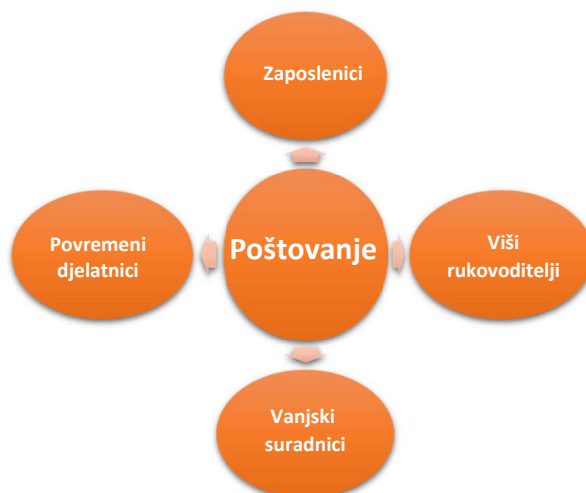 Zaposlenici
Povremeni
djelatnici
Poštovanje
Viši
rukovoditelji
Vanjski
suradnici